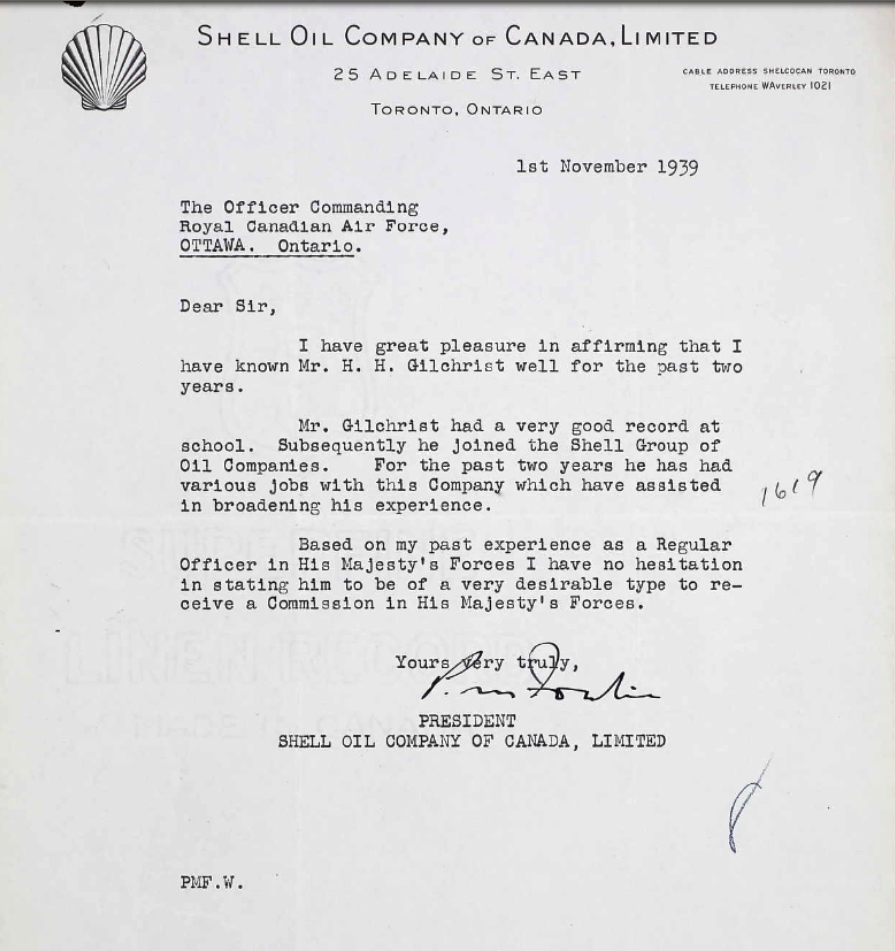 SHELL OIL COMPANY OF CANADA, LIMITED
25 ADELAIDE ST. EAST
CABLE ADDRESS SHELCOCAN TORONTO
TELEPHONE WAVERLEY 1021
TORONTO, ONTARIO
1st November 1939
The Officer Commanding
Royal Canadian Air Force,
OTTAWA. Ontario.
Dear Sir,
I have great pleasure in affirming that I
have known Mr. H. H. Gilchrist well for the past two
years.
Mr. Gilchrist had a very good record at
school. Subsequently he joined the Shell Group of
Oil Companies. For the past two years he has had
various jobs with this Company which have assisted
in broadening his experience.
1619
Based on my past experience as a Regular
Officer in His Majesty's Forces I have no hesitation
in stating him to be of a very desirable type to re-
ceive a Commission in His Majesty's Forces.
Yours very truly,
PRESIDENT
SHELL OIL COMPANY OF CANADA, LIMITED
PMF.W.